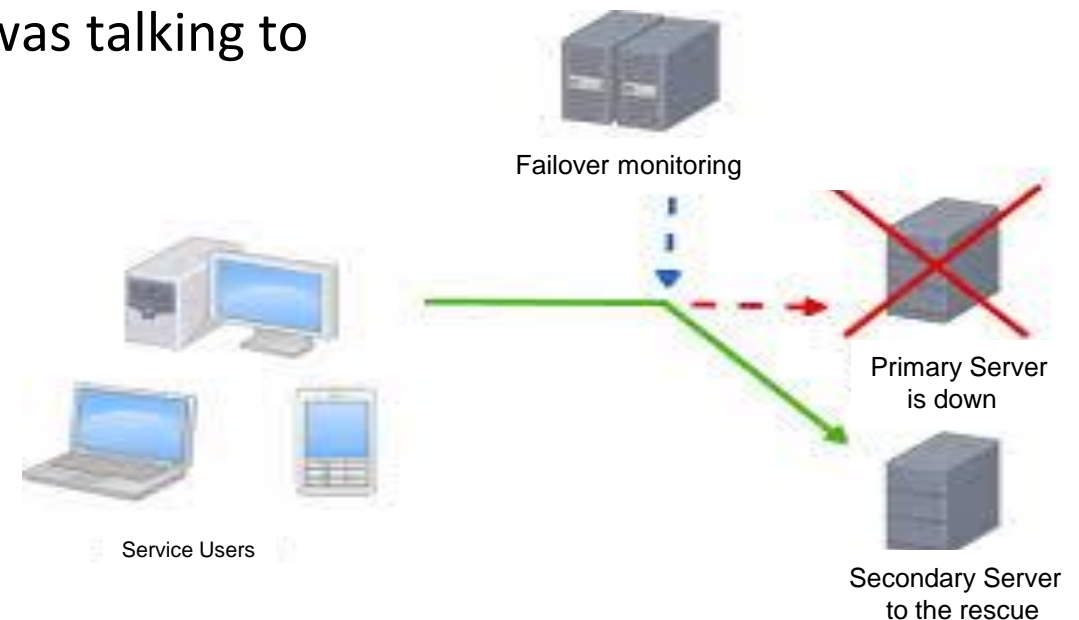 was talking to
Failover monitoring
Primary Server
is down
Service Users
Secondary Server
to the rescue